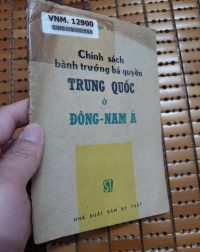 VNM. 12900
Chính sách
bành trướng bá quyền
TRUNG QUỐC
ở
ĐÔNG-NAM Á
ST
NHÀ XUẤT BẢN SỰ THẬT